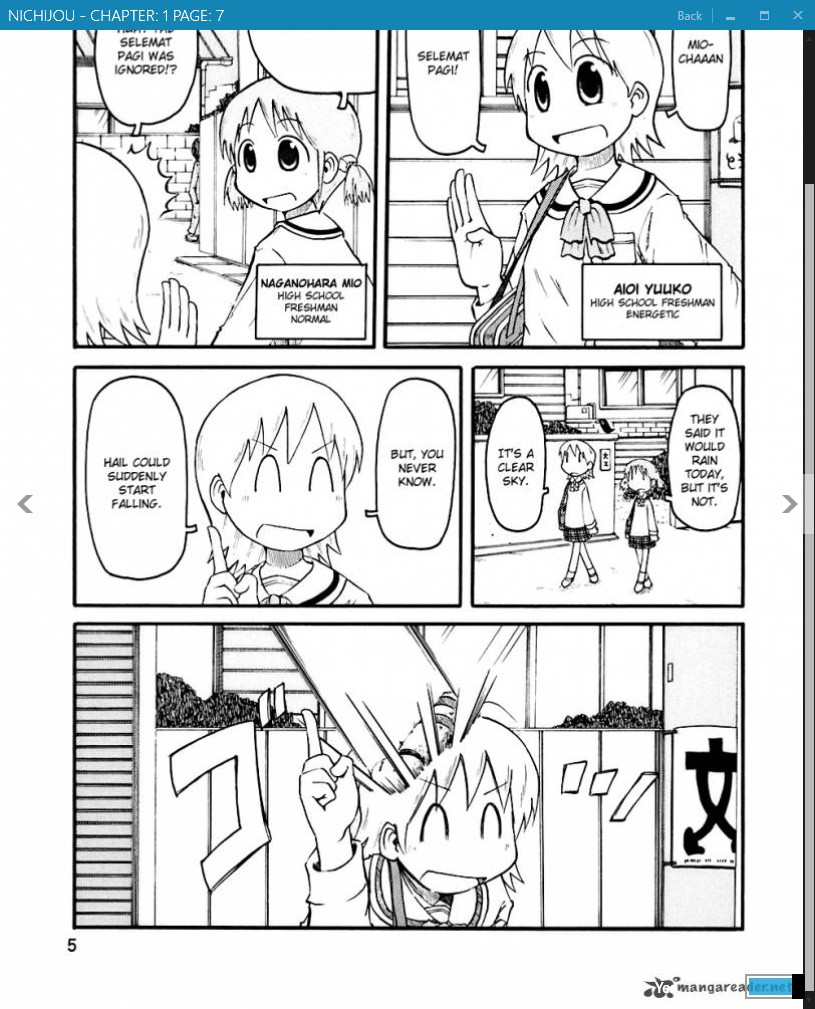 NICHIJOU - CHAPTER: 1 PAGE: 7
Back
MIO-
CHAAAN
SELEMAT
PAGI!
AIOI YUUKO
HIGH SCHOOL FRESHMAN
ENERGETIC
SELEMAT
PAGI WAS
IGNORED!?
NAGANOHARA MIO
HIGH SCHOOL
FRESHMAN
NORMAL
THEY
SAID IT
WOULD
RAIN
TODAY,
BUT IT'S
NOT.
IT'S A
CLEAR
SKY.
BUT, YOU
NEVER
KNOW.
HAIL COULD
SUDDENLY
START
FALLING.
ゴッ
文
5
mangareader.net